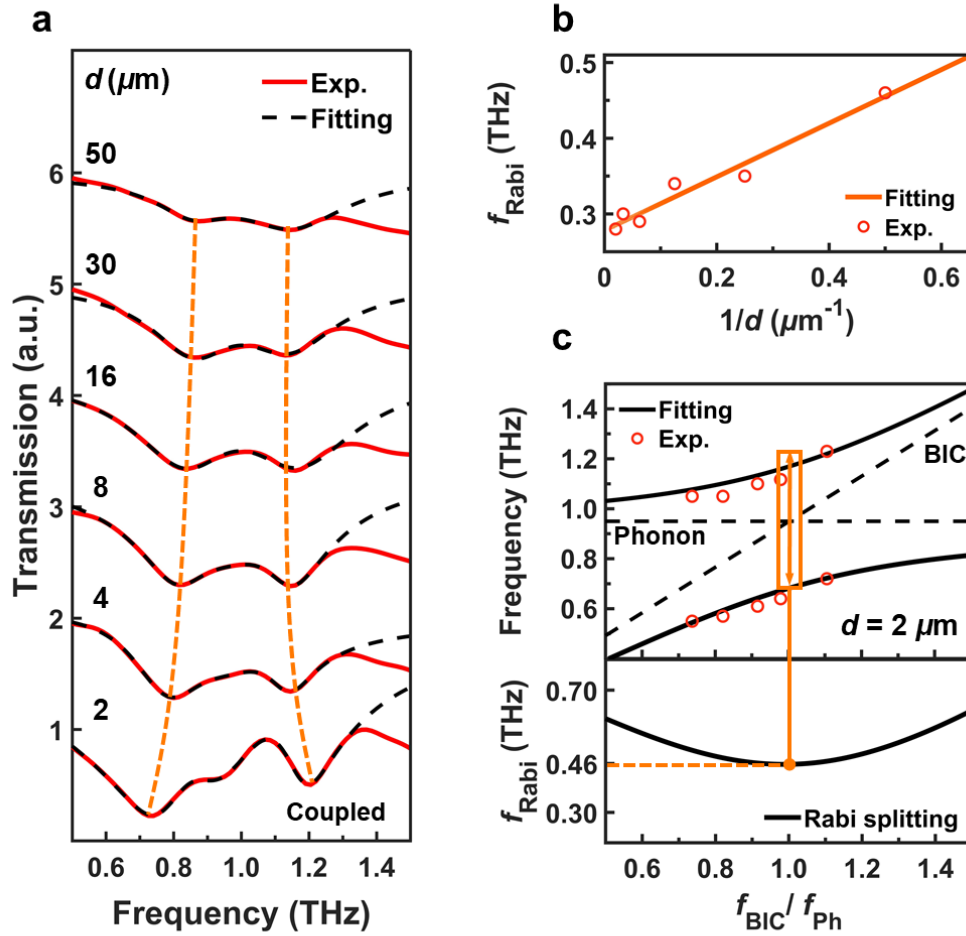 a
d (μm)
Exp.
Fitting
50
30
16
8
4
2
Coupled
6
5
4
3
2
1
0.6 0.8 1.0 1.2 1.4
Transmission (a.u.)
Frequency (THz)
b
0.5
0.4
0.3
0 0.2 0.4 0.6
f_Rabi (THz)
1/d (μm⁻¹)
Fitting
Exp.
c
Fitting
Exp.
BIC
Phonon
d = 2 μm
1.4
1.2
1.0
0.8
0.6
Frequency (THz)
0.70
0.46
0.30
f_Rabi (THz)
Rabi splitting
0.6 0.8 1.0 1.2 1.4
f_BIC/ f_Ph